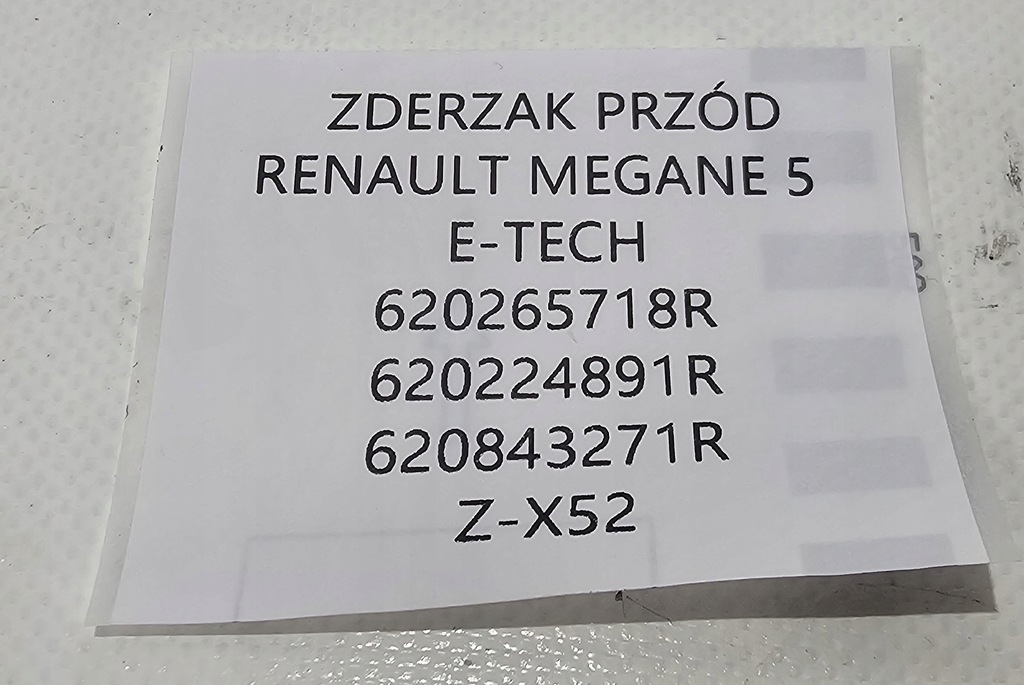 ZDERZAK PRZÓD
RENAULT MEGANE 5
E-TECH
620265718R
620224891R
620843271R
Z-X52